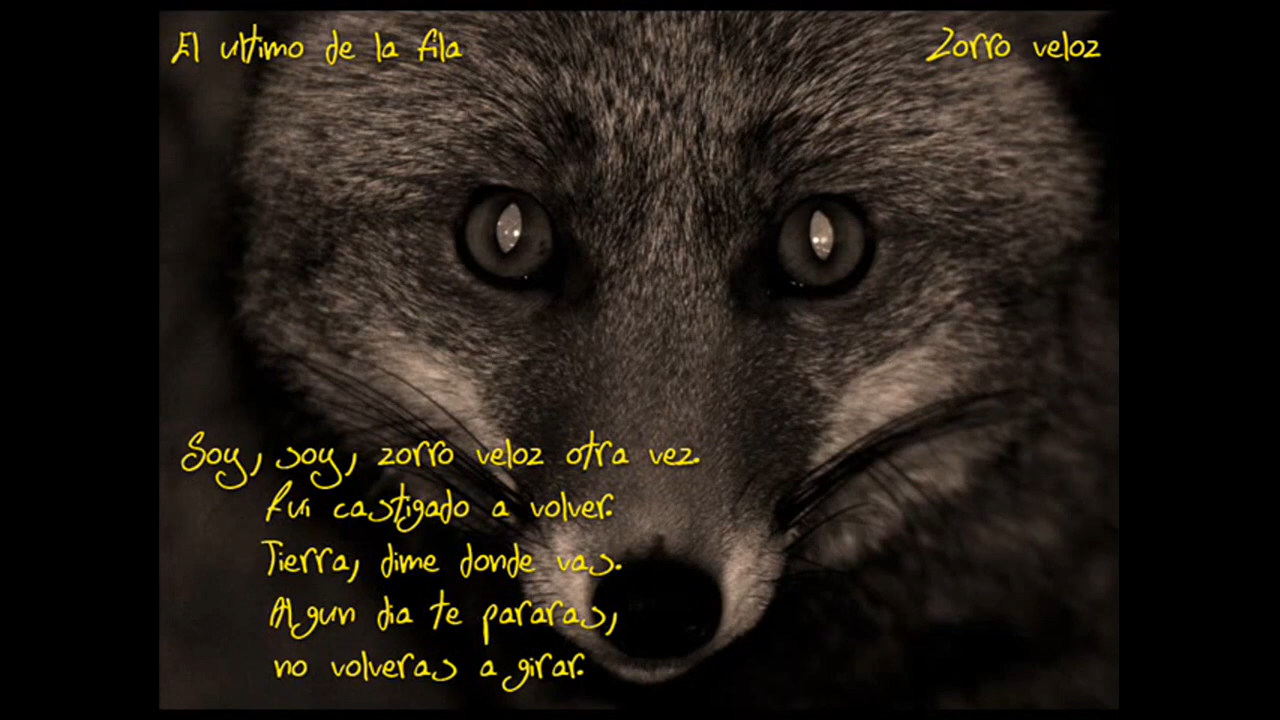 El ultimo de la fila
Zorro veloz
Soy, soy, zorro veloz otra vez.
Fui castigado a volver.
Tierra, dime donde vas.
Algun dia te pararas,
no volveras a girar.